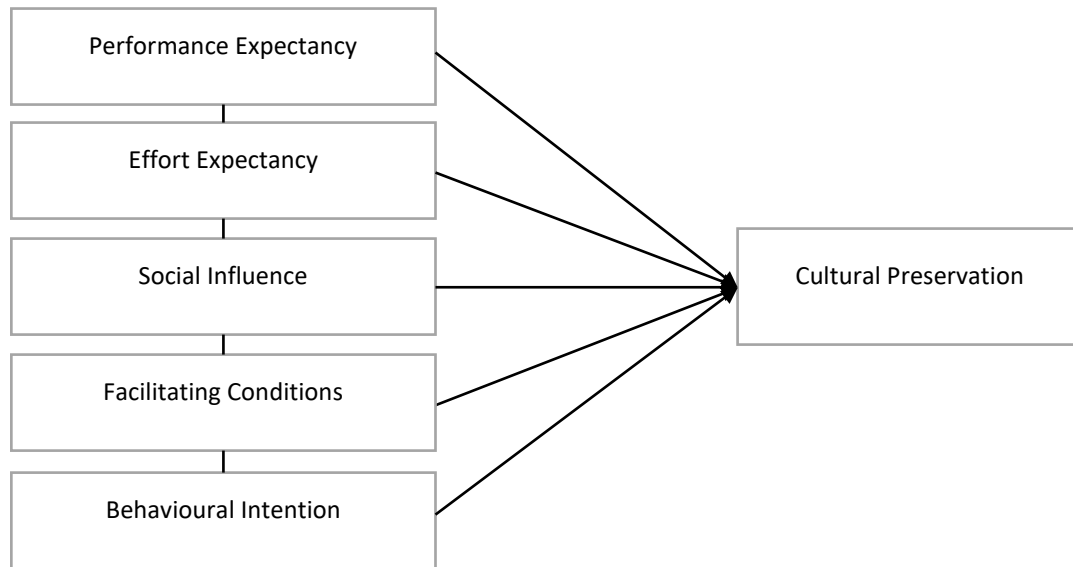 Performance Expectancy
Effort Expectancy
Social Influence
Cultural Preservation
Facilitating Conditions
Behavioural Intention